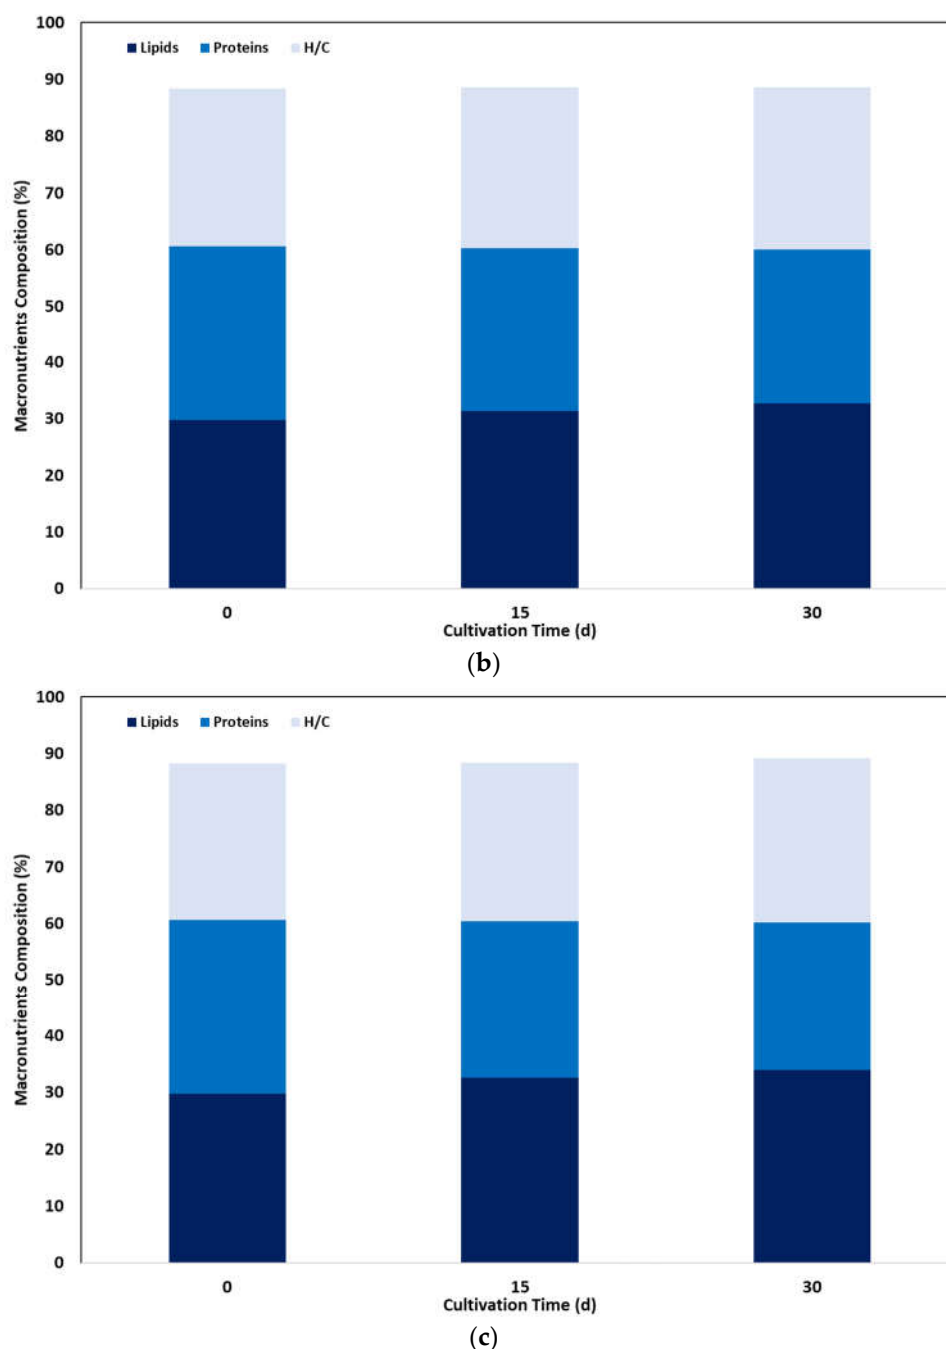 100
Lipids Proteins H/C
90
80
70
60
50
40
30
20
10
0
Macronutrients Composition (%)
0 15 30
Cultivation Time (d)
(b)
100
Lipids Proteins H/C
90
80
70
60
50
40
30
20
10
0
Macronutrients Composition (%)
0 15 30
Cultivation Time (d)
(c)